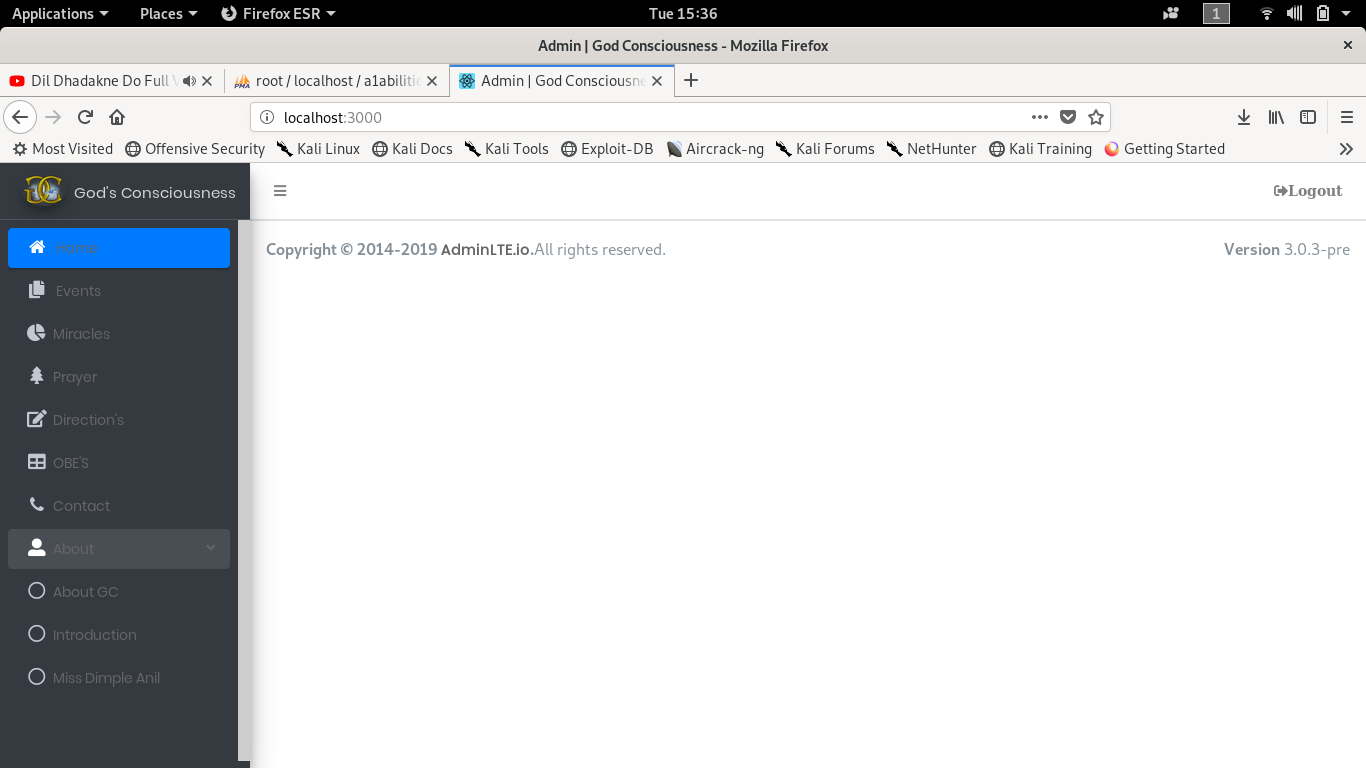 Applications Places Firefox ESR Tue 15:36 1
Admin | God Consciousness - Mozilla Firefox
Dil Dhadakne Do Full root / localhost / a1abilitie Admin | God Consciousne
localhost:3000
Most Visited Offensive Security Kali Linux Kali Docs Kali Tools Exploit-DB Aircrack-ng Kali Forums NetHunter Kali Training Getting Started
God's Consciousness Logout
Home Copyright © 2014-2019 AdminLTE.io.All rights reserved. Version 3.0.3-pre
Events
Miracles
Prayer
Direction's
OBE'S
Contact
About
About GC
Introduction
Miss Dimple Anil